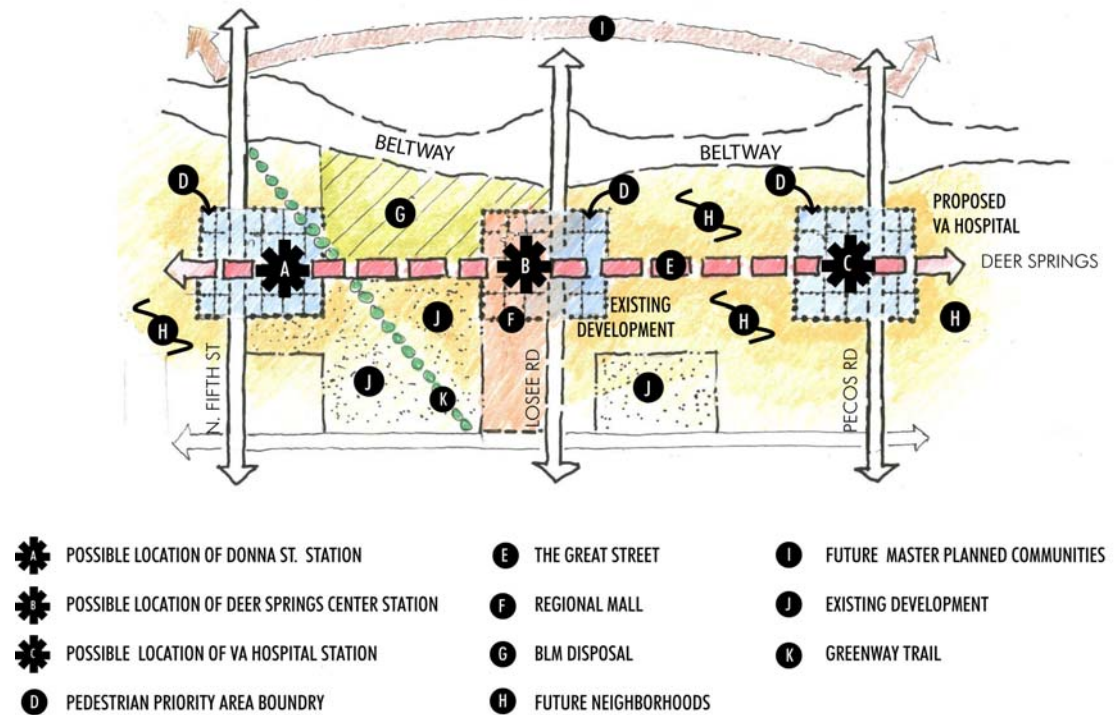 I
BELTWAY
BELTWAY
D
D
D
G
H
PROPOSED
VA HOSPITAL
A
B
E
C
DEER SPRINGS
H
J
F
EXISTING
DEVELOPMENT
H
H
J
K
J
N. FIFTH ST
LOSEE RD
PECOS RD
A POSSIBLE LOCATION OF DONNA ST. STATION
B POSSIBLE LOCATION OF DEER SPRINGS CENTER STATION
C POSSIBLE LOCATION OF VA HOSPITAL STATION
D PEDESTRIAN PRIORITY AREA BOUNDRY
E THE GREAT STREET
F REGIONAL MALL
G BLM DISPOSAL
H FUTURE NEIGHBORHOODS
I FUTURE MASTER PLANNED COMMUNITIES
J EXISTING DEVELOPMENT
K GREENWAY TRAIL